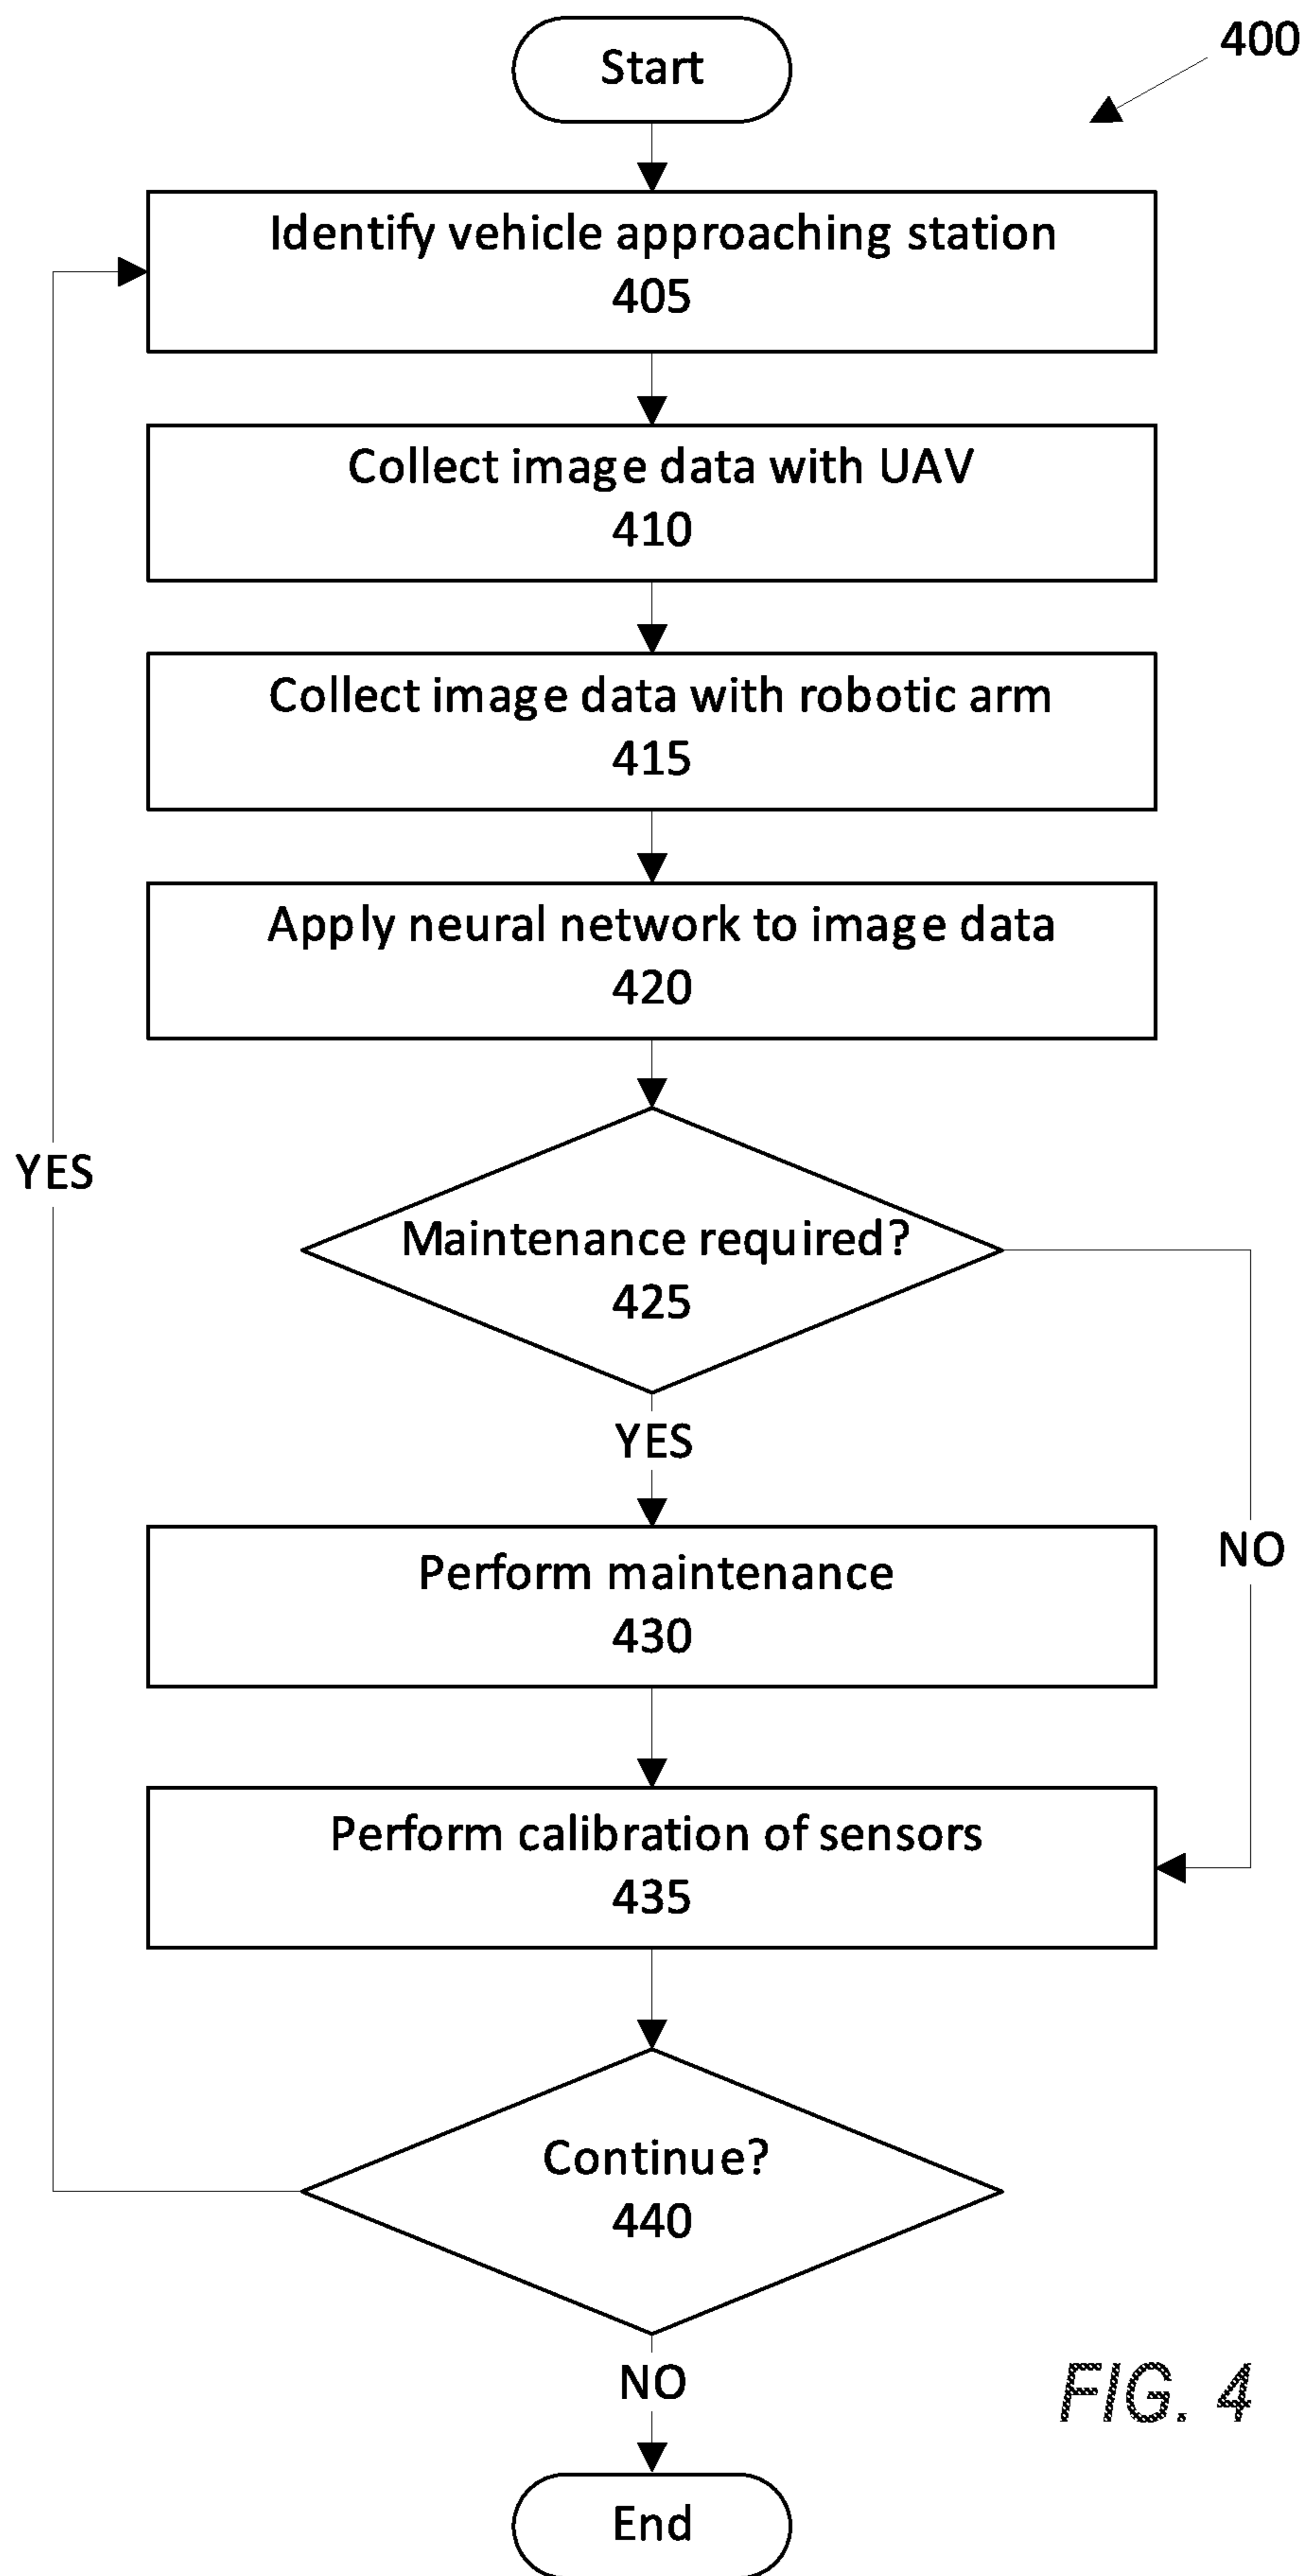 Start
400
Identify vehicle approaching station
405
Collect image data with UAV
410
Collect image data with robotic arm
415
Apply neural network to image data
420
YES
Maintenance required?
425
YES
NO
Perform maintenance
430
Perform calibration of sensors
435
Continue?
440
NO
FIG. 4
End